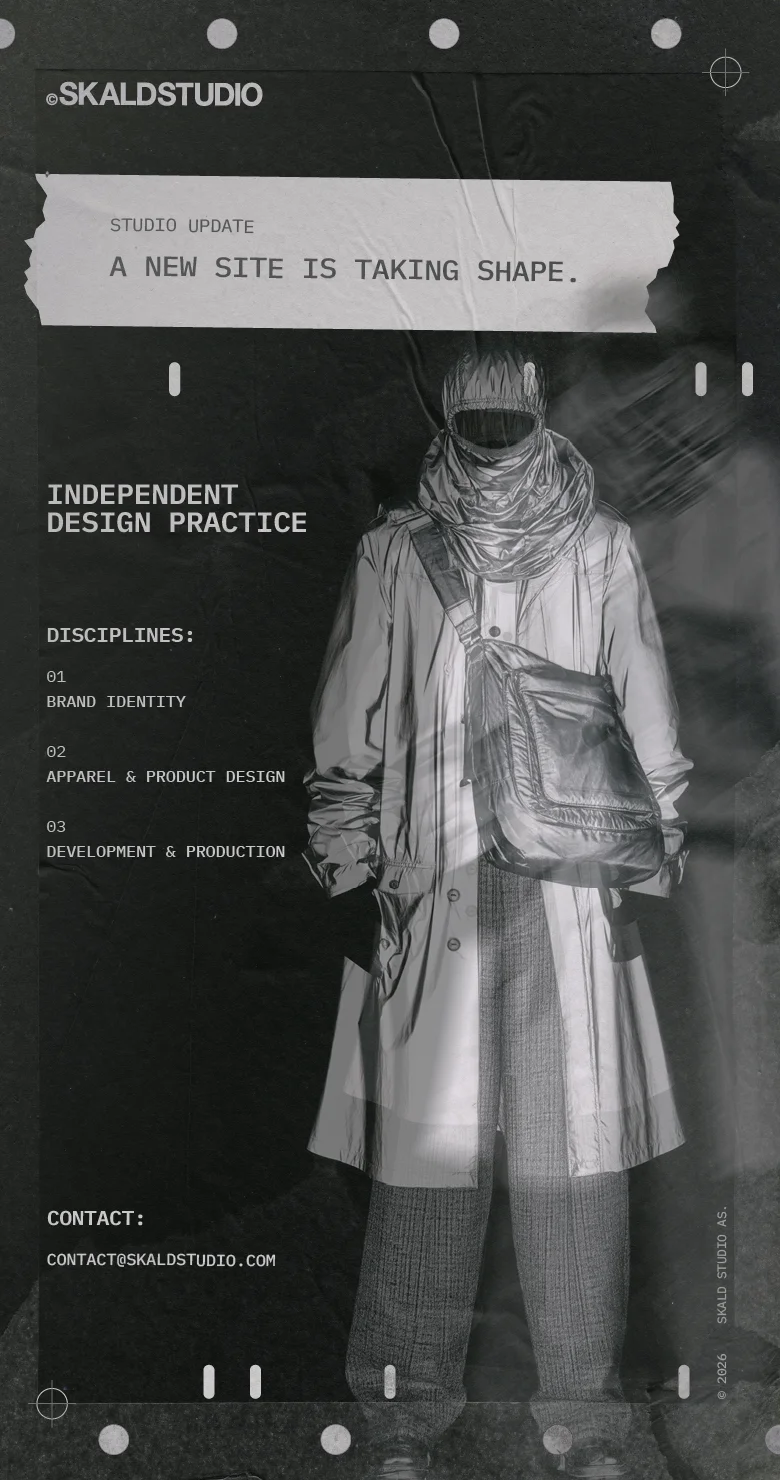 ©SKALDSTUDIO
STUDIO UPDATE
A NEW SITE IS TAKING SHAPE.
INDEPENDENT
DESIGN PRACTICE
DISCIPLINES:
01
BRAND IDENTITY
02
APPAREL & PRODUCT DESIGN
03
DEVELOPMENT & PRODUCTION
CONTACT:
CONTACT@SKALDSTUDIO.COM
© 2026 SKALD STUDIO AS.